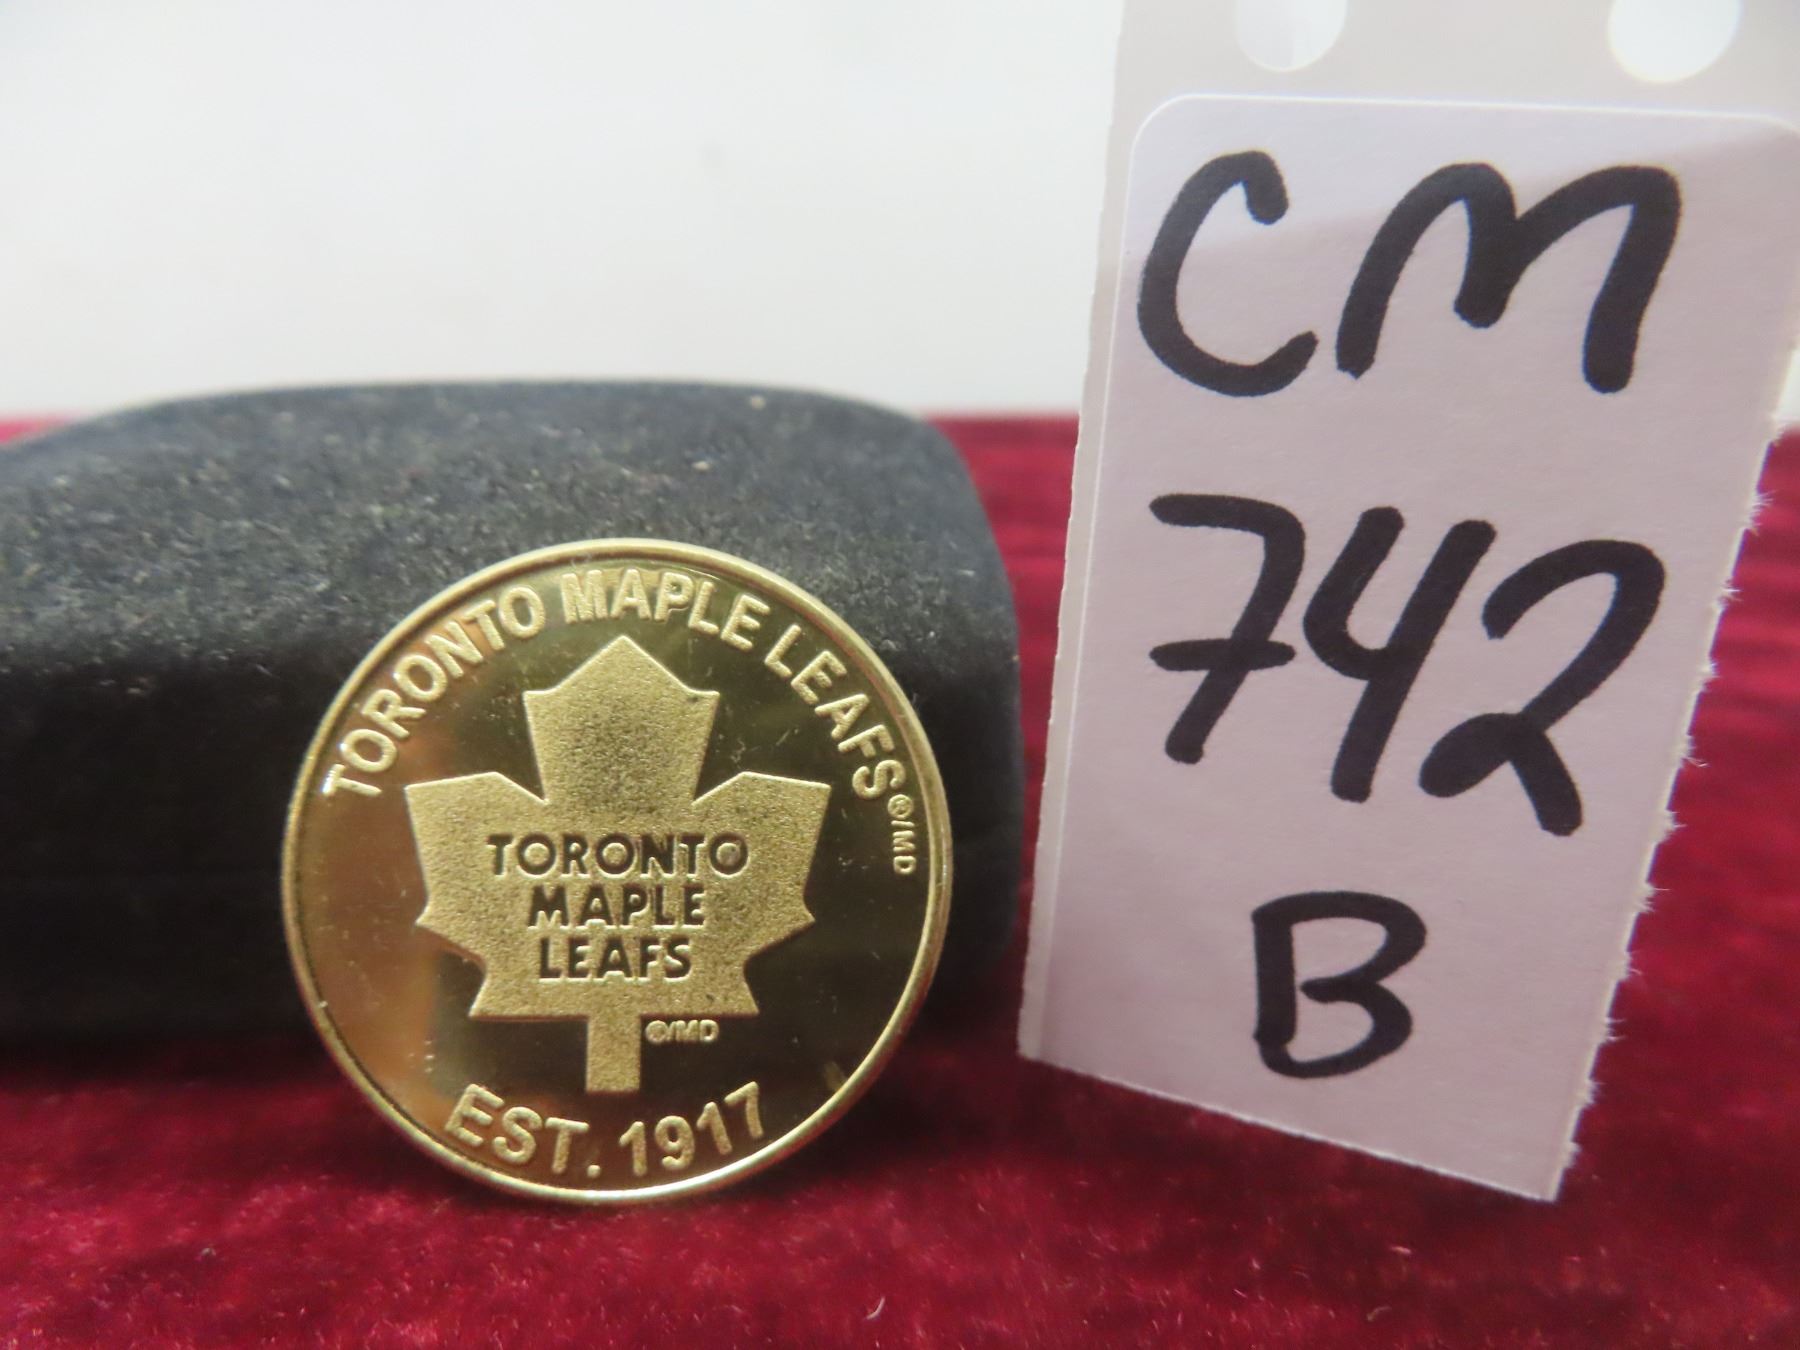 TORONTO MAPLE LEAFS®/MD
TORONTO
MAPLE
LEAFS
®/MD
EST. 1917
CM
742
B